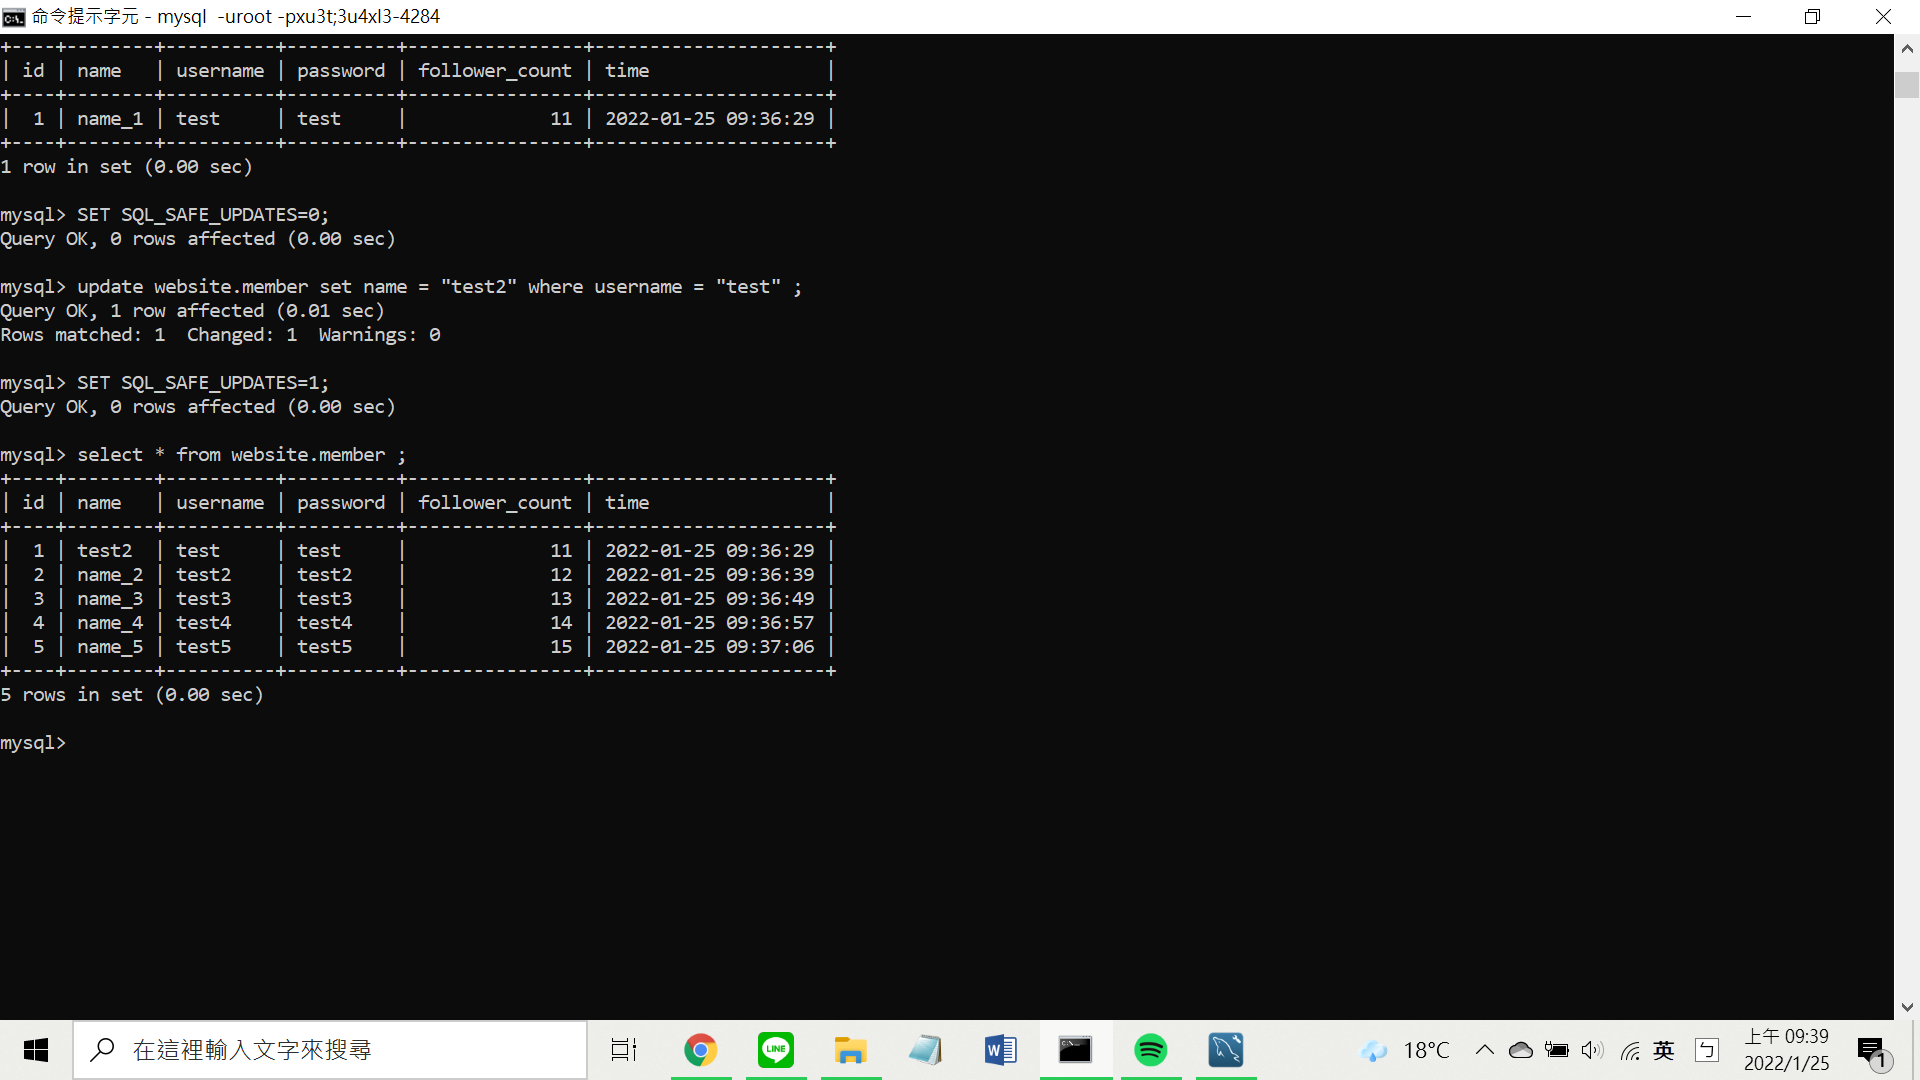 命令提示字元 - mysql  -uroot -pxu3t;3u4xl3-4284
+----+--------+----------+----------+----------------+---------------------+
| id | name   | username | password | follower_count | time                |
+----+--------+----------+----------+----------------+---------------------+
|  1 | name_1 | test     | test     |             11 | 2022-01-25 09:36:29 |
+----+--------+----------+----------+----------------+---------------------+
1 row in set (0.00 sec)
mysql> SET SQL_SAFE_UPDATES=0;
Query OK, 0 rows affected (0.00 sec)
mysql> update website.member set name = "test2" where username = "test" ;
Query OK, 1 row affected (0.01 sec)
Rows matched: 1  Changed: 1  Warnings: 0
mysql> SET SQL_SAFE_UPDATES=1;
Query OK, 0 rows affected (0.00 sec)
mysql> select * from website.member ;
+----+--------+----------+----------+----------------+---------------------+
| id | name   | username | password | follower_count | time                |
+----+--------+----------+----------+----------------+---------------------+
|  1 | test2  | test     | test     |             11 | 2022-01-25 09:36:29 |
|  2 | name_2 | test2    | test2    |             12 | 2022-01-25 09:36:39 |
|  3 | name_3 | test3    | test3    |             13 | 2022-01-25 09:36:49 |
|  4 | name_4 | test4    | test4    |             14 | 2022-01-25 09:36:57 |
|  5 | name_5 | test5    | test5    |             15 | 2022-01-25 09:37:06 |
+----+--------+----------+----------+----------------+---------------------+
5 rows in set (0.00 sec)
mysql>
在這裡輸入文字來搜尋
LINE
W
18°C
英
ㄅ
上午 09:39
2022/1/25
1